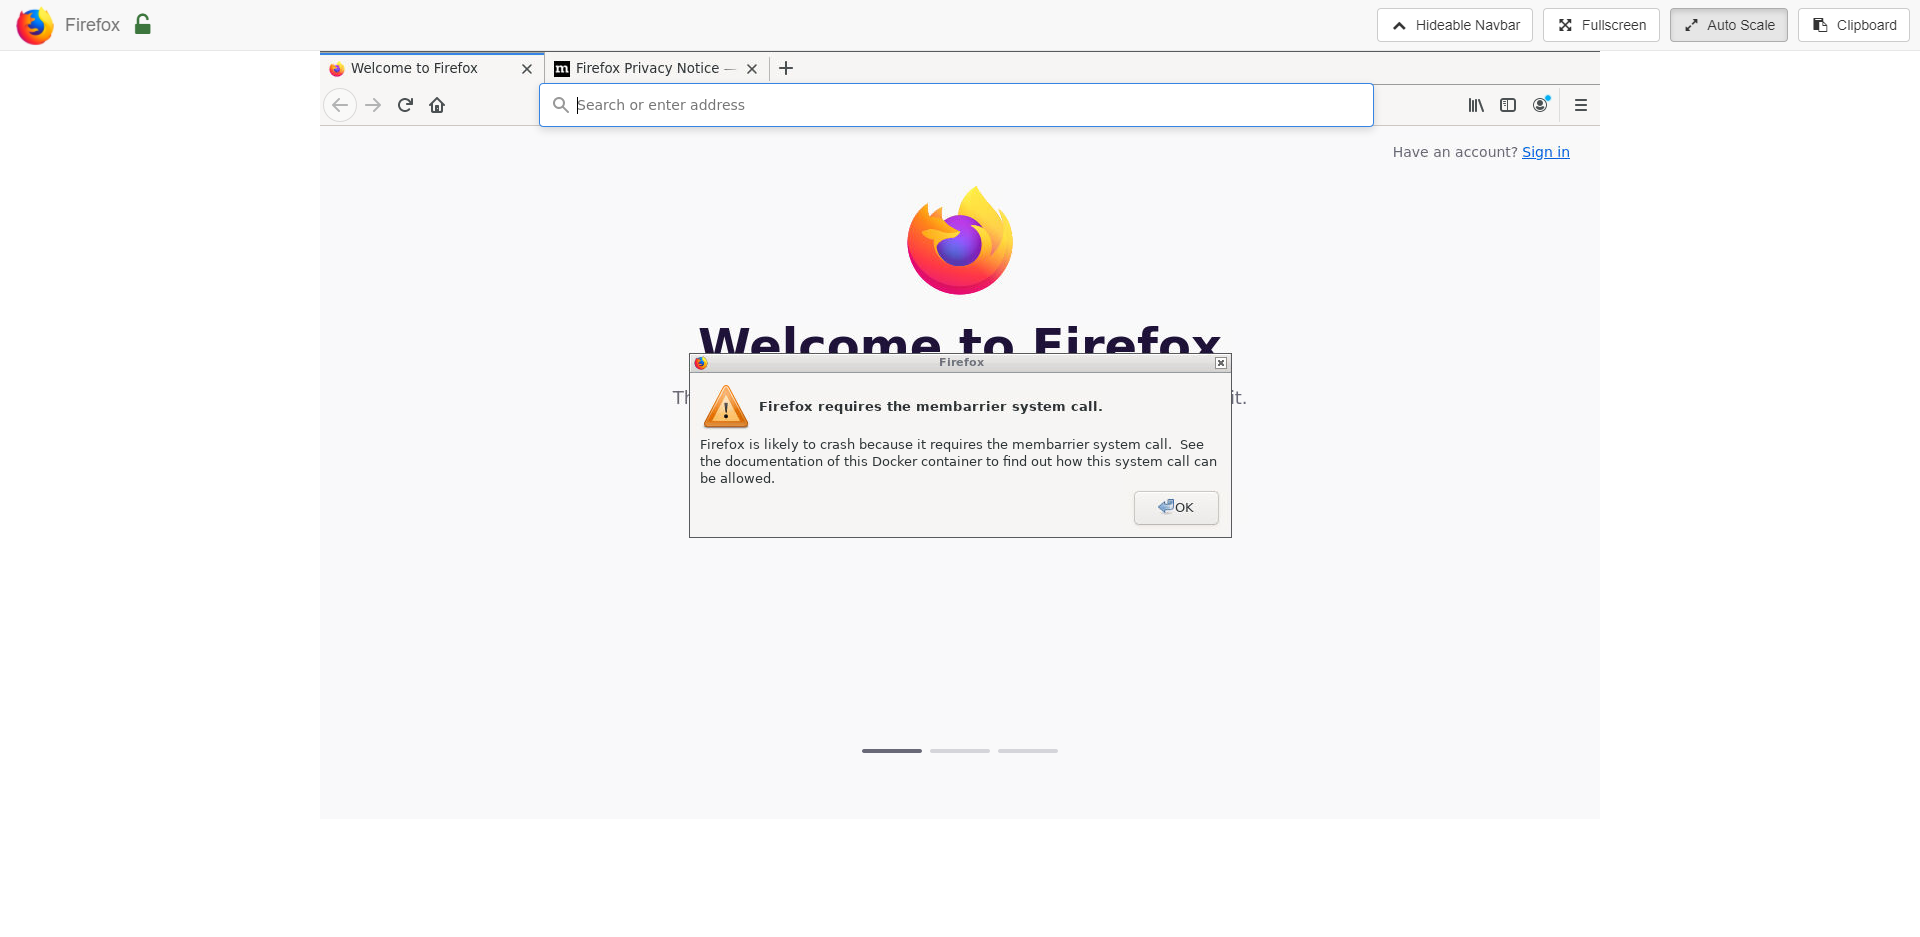 Firefox
Hideable Navbar
Fullscreen
Auto Scale
Clipboard
Welcome to Firefox
Firefox Privacy Notice —
Search or enter address
Have an account? Sign in
Welcome to Firefox
Th
it.
Firefox
Firefox requires the membarrier system call.
Firefox is likely to crash because it requires the membarrier system call.  See
the documentation of this Docker container to find out how this system call can
be allowed.
OK